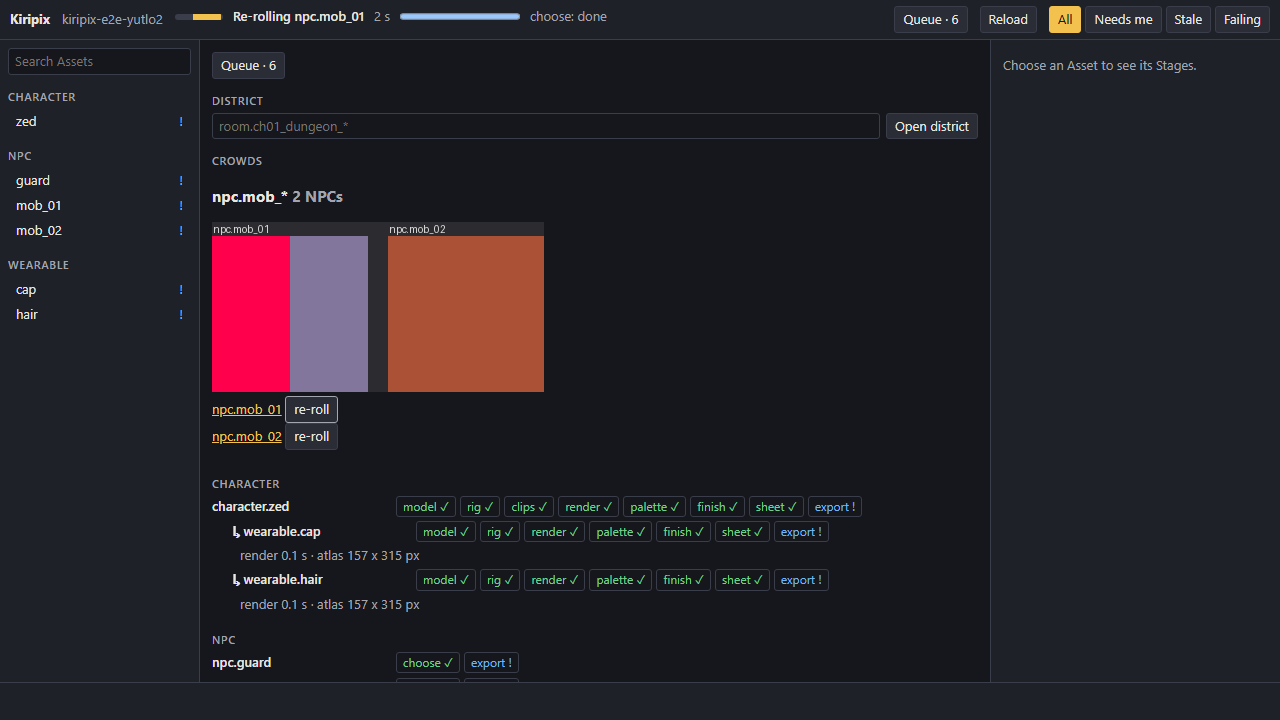 Kiripix kiripix-e2e-yutlo2 Re-rolling npc.mob_01 2 s choose: done Queue · 6 Reload All Needs me Stale Failing
Search Assets
CHARACTER
zed !
NPC
guard !
mob_01 !
mob_02 !
WEARABLE
cap !
hair !
Queue · 6
DISTRICT
room.ch01_dungeon_* Open district
CROWDS
npc.mob_* 2 NPCs
npc.mob_01 npc.mob_02
npc.mob_01 re-roll
npc.mob_02 re-roll
CHARACTER
character.zed model ✓ rig ✓ clips ✓ render ✓ palette ✓ finish ✓ sheet ✓ export !
↳ wearable.cap model ✓ rig ✓ render ✓ palette ✓ finish ✓ sheet ✓ export !
render 0.1 s · atlas 157 x 315 px
↳ wearable.hair model ✓ rig ✓ render ✓ palette ✓ finish ✓ sheet ✓ export !
render 0.1 s · atlas 157 x 315 px
NPC
npc.guard choose ✓ export !
Choose an Asset to see its Stages.